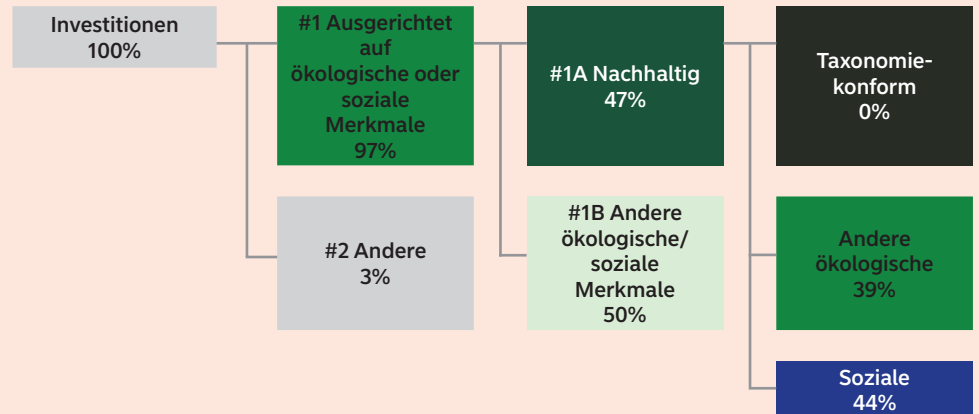 Investitionen
100%
#1 Ausgerichtet
auf
ökologische oder
soziale
Merkmale
97%
#1A Nachhaltig
47%
Taxonomie-
konform
0%
#2 Andere
3%
#1B Andere
ökologische/
soziale
Merkmale
50%
Andere
ökologische
39%
Soziale
44%